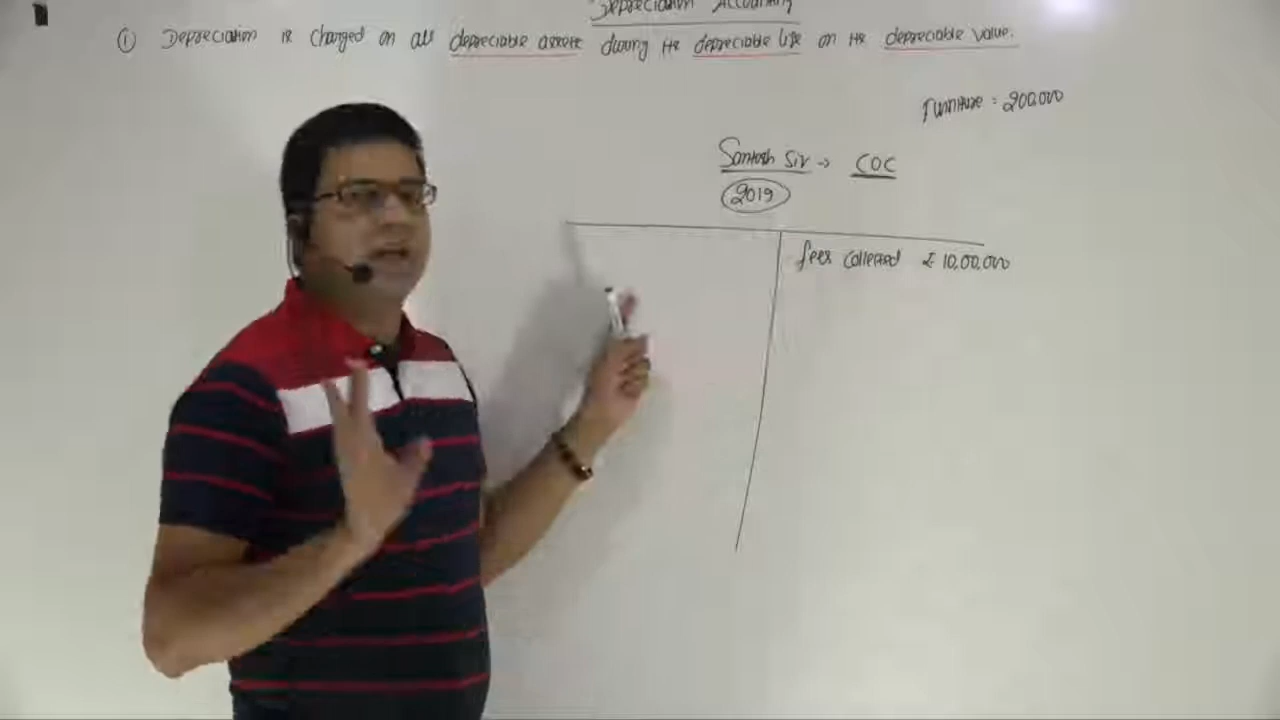 Depreciation Accounting
① Depreciation is charged on all depreciable assets during the depreciable life on the depreciable value.
Furniture = 200,000
Santosh Sir → COC
2019
fees collected = 10,00,000